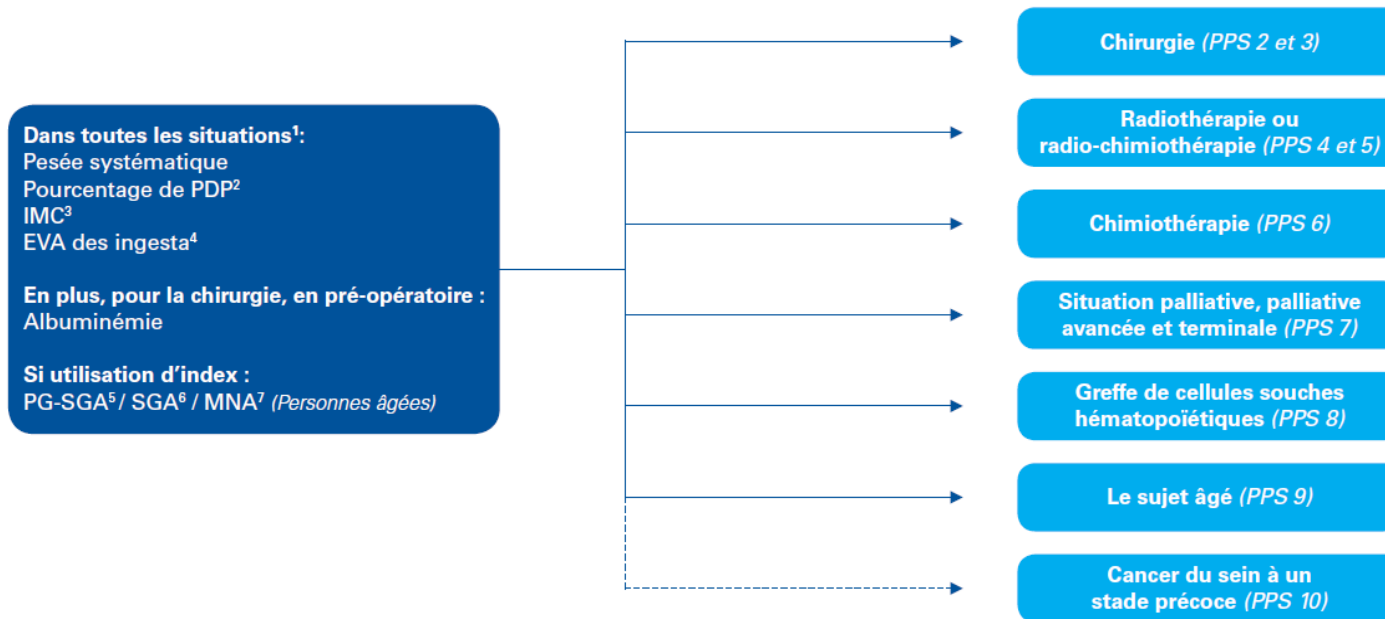 Dans toutes les situations¹:
Pesée systématique
Pourcentage de PDP²
IMC³
EVA des ingesta⁴
En plus, pour la chirurgie, en pré-opératoire :
Albuminémie
Si utilisation d’index :
PG-SGA⁵ / SGA⁶ / MNA⁷ (Personnes âgées)
Chirurgie (PPS 2 et 3)
Radiothérapie ou
radio-chimiothérapie (PPS 4 et 5)
Chimiothérapie (PPS 6)
Situation palliative, palliative
avancée et terminale (PPS 7)
Greffe de cellules souches
hématopoïétiques (PPS 8)
Le sujet âgé (PPS 9)
Cancer du sein à un
stade précoce (PPS 10)